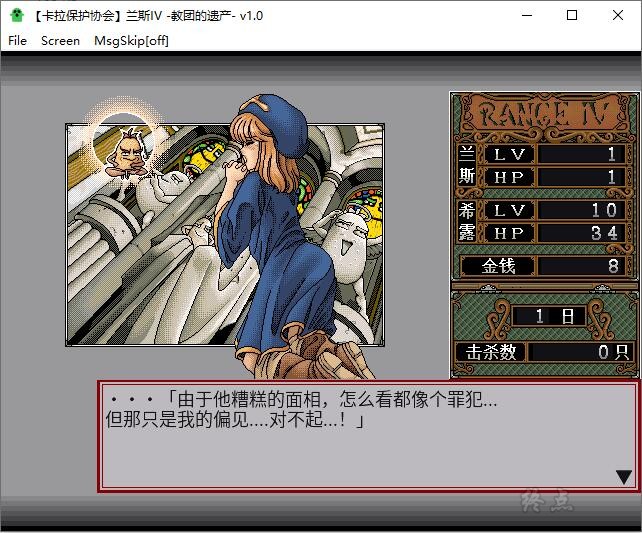 【卡拉保护协会】兰斯IV -教团的遗产- v1.0
File Screen MsgSkip[off]
RANCE IV
兰斯 LV 1
HP 1
希露 LV 10
HP 34
金钱 8
1 日
击杀数 0只
・・・「由于他糟糕的面相，怎么看都像个罪犯...
但那只是我的偏见....对不起...！」
终点